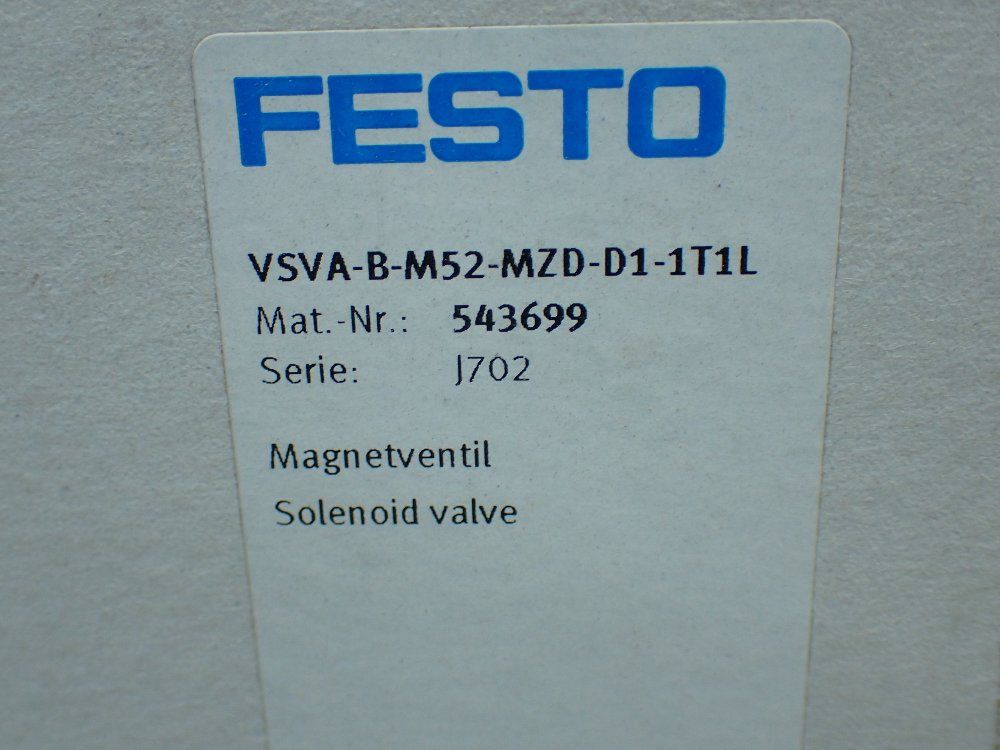 FESTO
VSVA-B-M52-MZD-D1-1T1L
Mat.-Nr.: 543699
Serie: J702
Magnetventil
Solenoid valve